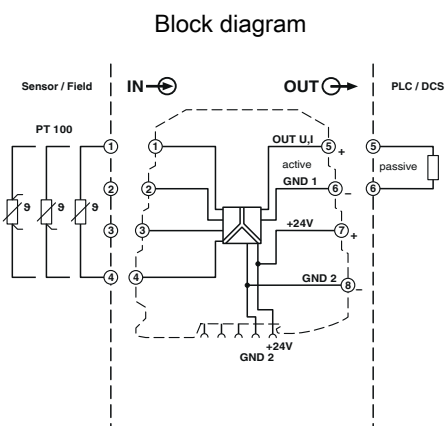 Block diagram
Sensor / Field
IN
OUT
PLC / DCS
PT 100
1
1
OUT U,I
5
+
5
active
passive
2
2
GND 1
6
–
6
ϑ
ϑ
ϑ
3
3
+24V
7
+
4
4
GND 2
8
–
+24V
GND 2